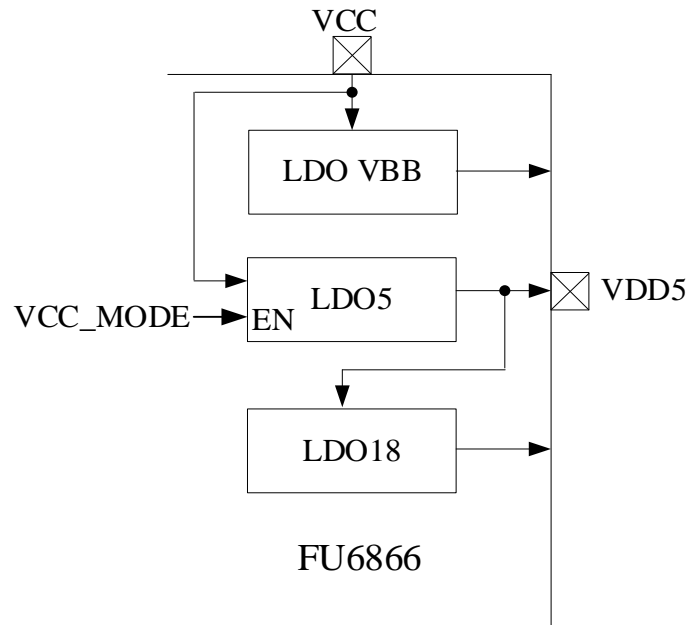 VCC
LDO VBB
LDO5
VDD5
VCC_MODE
EN
LDO18
FU6866